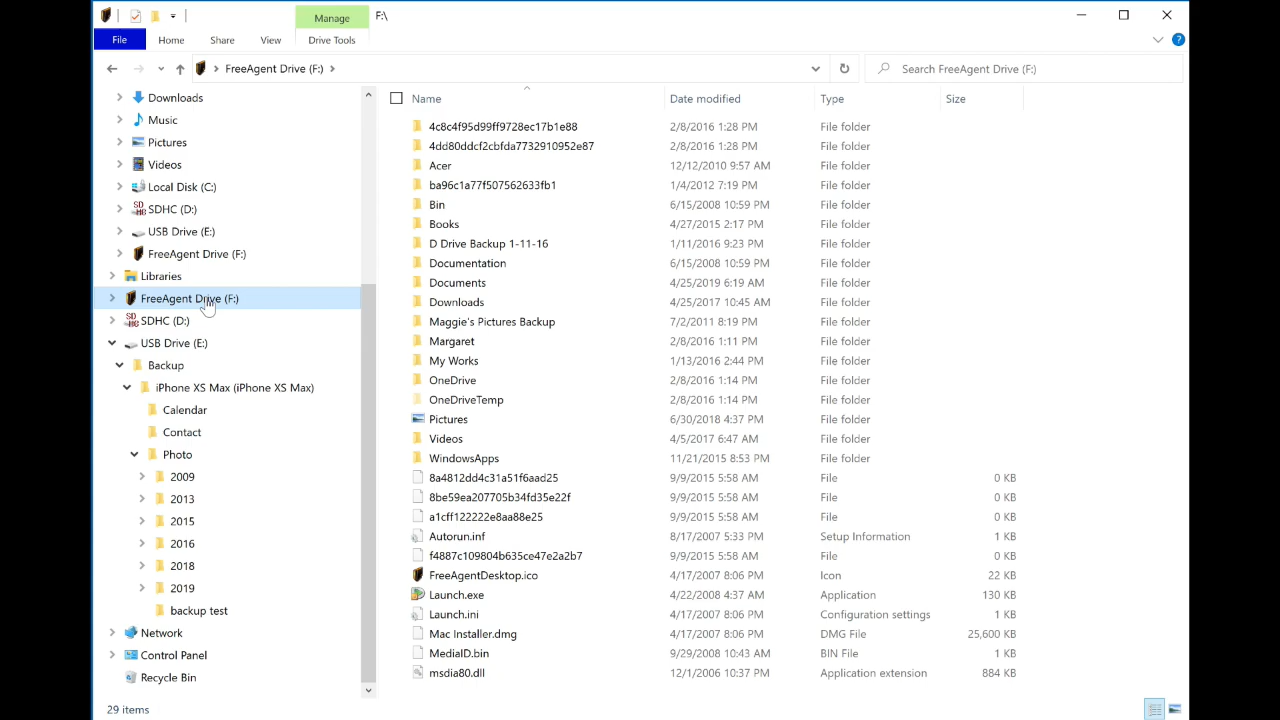 Manage
F:\
File
Home
Share
View
Drive Tools
FreeAgent Drive (F:)
Search FreeAgent Drive (F:)
Downloads
Music
Pictures
Videos
Local Disk (C:)
SDHC (D:)
USB Drive (E:)
FreeAgent Drive (F:)
Libraries
FreeAgent Drive (F:)
SDHC (D:)
USB Drive (E:)
Backup
iPhone XS Max (iPhone XS Max)
Calendar
Contact
Photo
2009
2013
2015
2016
2018
2019
backup test
Network
Control Panel
Recycle Bin
Name Date modified Type Size
4c8c4f95d99ff9728ec17b1e88 2/8/2016 1:28 PM File folder
4dd80ddcf2cbfda7732910952e87 2/8/2016 1:28 PM File folder
Acer 12/12/2010 9:57 AM File folder
ba96c1a77f507562633fb1 1/4/2012 7:19 PM File folder
Bin 6/15/2008 10:59 PM File folder
Books 4/27/2015 2:17 PM File folder
D Drive Backup 1-11-16 1/11/2016 9:23 PM File folder
Documentation 6/15/2008 10:59 PM File folder
Documents 4/25/2019 6:19 AM File folder
Downloads 4/25/2017 10:45 AM File folder
Maggie's Pictures Backup 7/2/2011 8:19 PM File folder
Margaret 2/8/2016 1:11 PM File folder
My Works 1/13/2016 2:44 PM File folder
OneDrive 2/8/2016 1:14 PM File folder
OneDriveTemp 2/8/2016 1:14 PM File folder
Pictures 6/30/2018 4:37 PM File folder
Videos 4/5/2017 6:47 AM File folder
WindowsApps 11/21/2015 8:53 PM File folder
8a4812dd4c31a51f6aad25 9/9/2015 5:58 AM File 0 KB
8be59ea207705b34fd35e22f 9/9/2015 5:58 AM File 0 KB
a1cff122222e8aa88e25 9/9/2015 5:58 AM File 0 KB
Autorun.inf 8/17/2007 5:33 PM Setup Information 1 KB
f4887c109804b635ce47e2a2b7 9/9/2015 5:58 AM File 0 KB
FreeAgentDesktop.ico 4/17/2007 8:06 PM Icon 22 KB
Launch.exe 4/22/2008 4:37 AM Application 130 KB
Launch.ini 4/17/2007 8:06 PM Configuration settings 1 KB
Mac Installer.dmg 4/17/2007 8:06 PM DMG File 25,600 KB
MediaID.bin 9/29/2008 10:43 AM BIN File 1 KB
msdia80.dll 12/1/2006 10:37 PM Application extension 884 KB
29 items